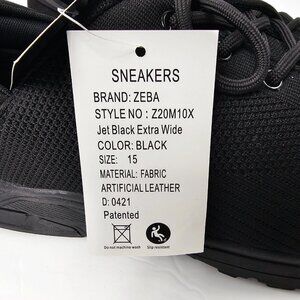 SNEAKERS
BRAND: ZEBA
STYLE NO : Z20M10X
Jet Black Extra Wide
COLOR: BLACK
SIZE: 15
MATERIAL: FABRIC
ARTIFICIAL LEATHER
D: 0421
Patented
Do not machine wash Slip resistant